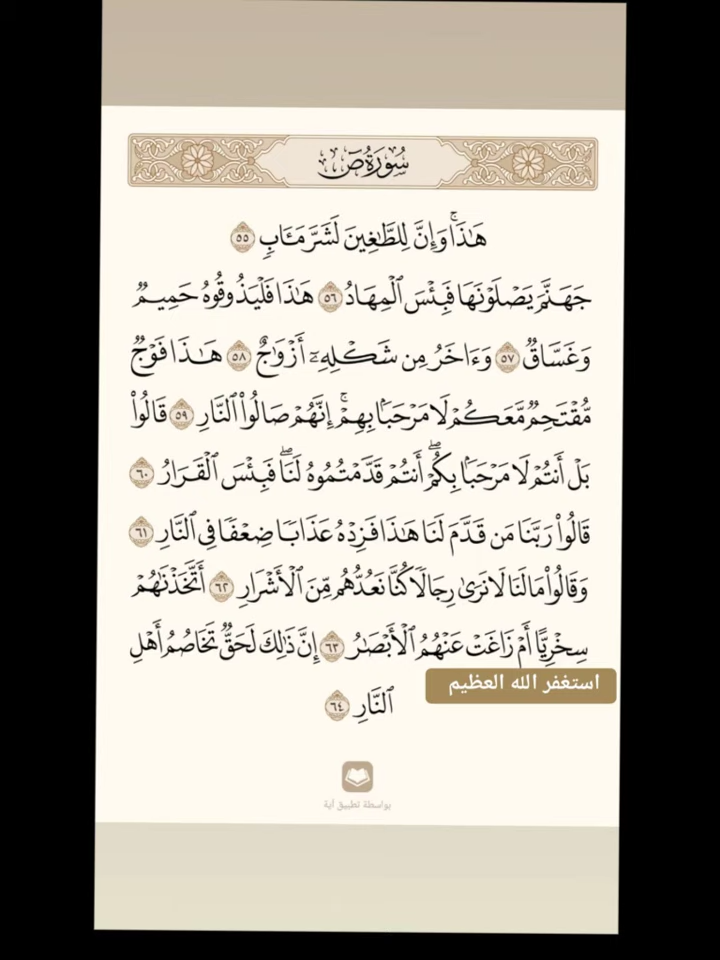 سُورَةُ صٓ
هَٰذَاۚ وَإِنَّ لِلطَّٰغِينَ لَشَرَّ مَـَٔابٖ ٥٥
جَهَنَّمَ يَصۡلَوۡنَهَا فَبِئۡسَ ٱلۡمِهَادُ ٥٦ هَٰذَا فَلۡيَذُوقُوهُ حَمِيمٞ
وَغَسَّاقٞ ٥٧ وَءَاخَرُ مِن شَكۡلِهِۦٓ أَزۡوَٰجٌ ٥٨ هَٰذَا فَوۡجٞ
مُّقۡتَحِمٞ مَّعَكُمۡ لَا مَرۡحَبَۢا بِهِمۡۚ إِنَّهُمۡ صَالُواْ ٱلنَّارِ ٥٩ قَالُواْ
بَلۡ أَنتُمۡ لَا مَرۡحَبَۢا بِكُمۡۖ أَنتُمۡ قَدَّمۡتُمُوهُ لَنَاۖ فَبِئۡسَ ٱلۡقَرَارُ ٦٠
قَالُواْ رَبَّنَا مَن قَدَّمَ لَنَا هَٰذَا فَزِدۡهُ عَذَابٗا ضِعۡفٗا فِي ٱلنَّارِ ٦١
وَقَالُواْ مَا لَنَا لَا نَرَىٰ رِجَالٗا كُنَّا نَعُدُّهُم مِّنَ ٱلۡأَشۡرَارِ ٦٢ أَتَّخَذۡنَٰهُمۡ
سِخۡرِيًّا أَمۡ زَاغَتۡ عَنۡهُمُ ٱلۡأَبۡصَٰرُ ٦٣ إِنَّ ذَٰلِكَ لَحَقّٞ تَخَاصُمُ أَهۡلِ
استغفر الله العظيم
ٱلنَّارِ ٦٤
بواسطة تطبيق آية